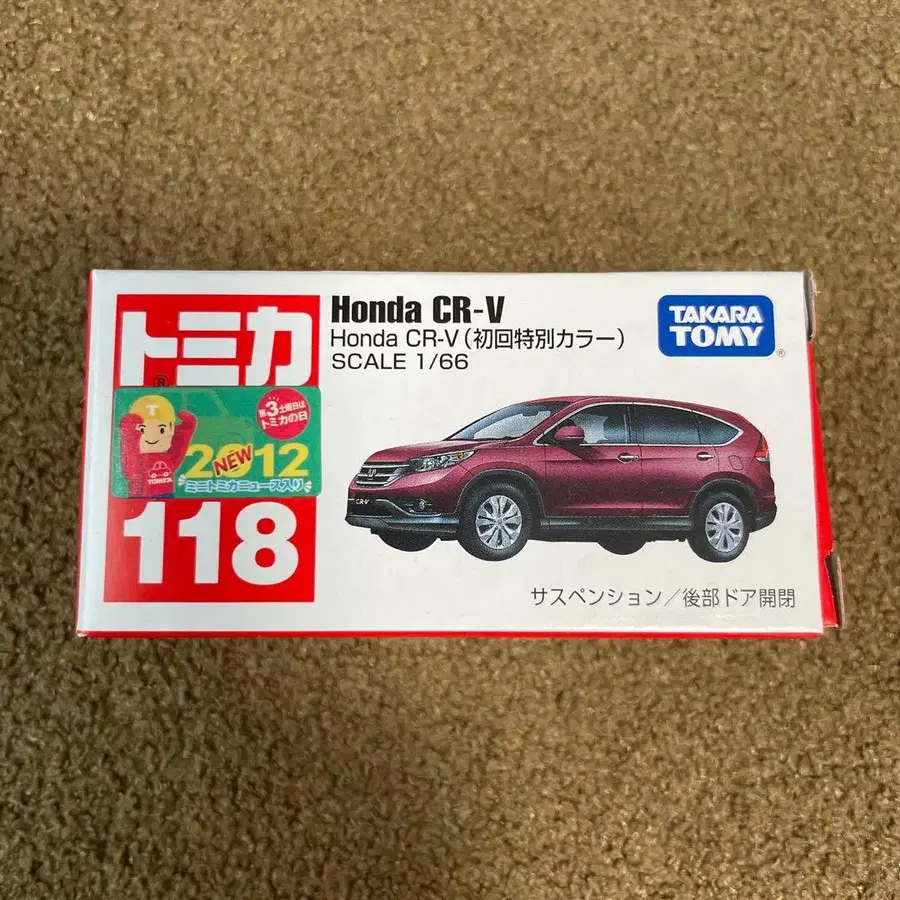 トミカ
®
T
第3土曜日は
トミカの日
2012
NEW
ミニトミカニュース入り
118
Honda CR-V
Honda CR-V(初回特別カラー)
SCALE 1/66
TAKARA
TOMY
®
CR-V
サスペンション/後部ドア開閉